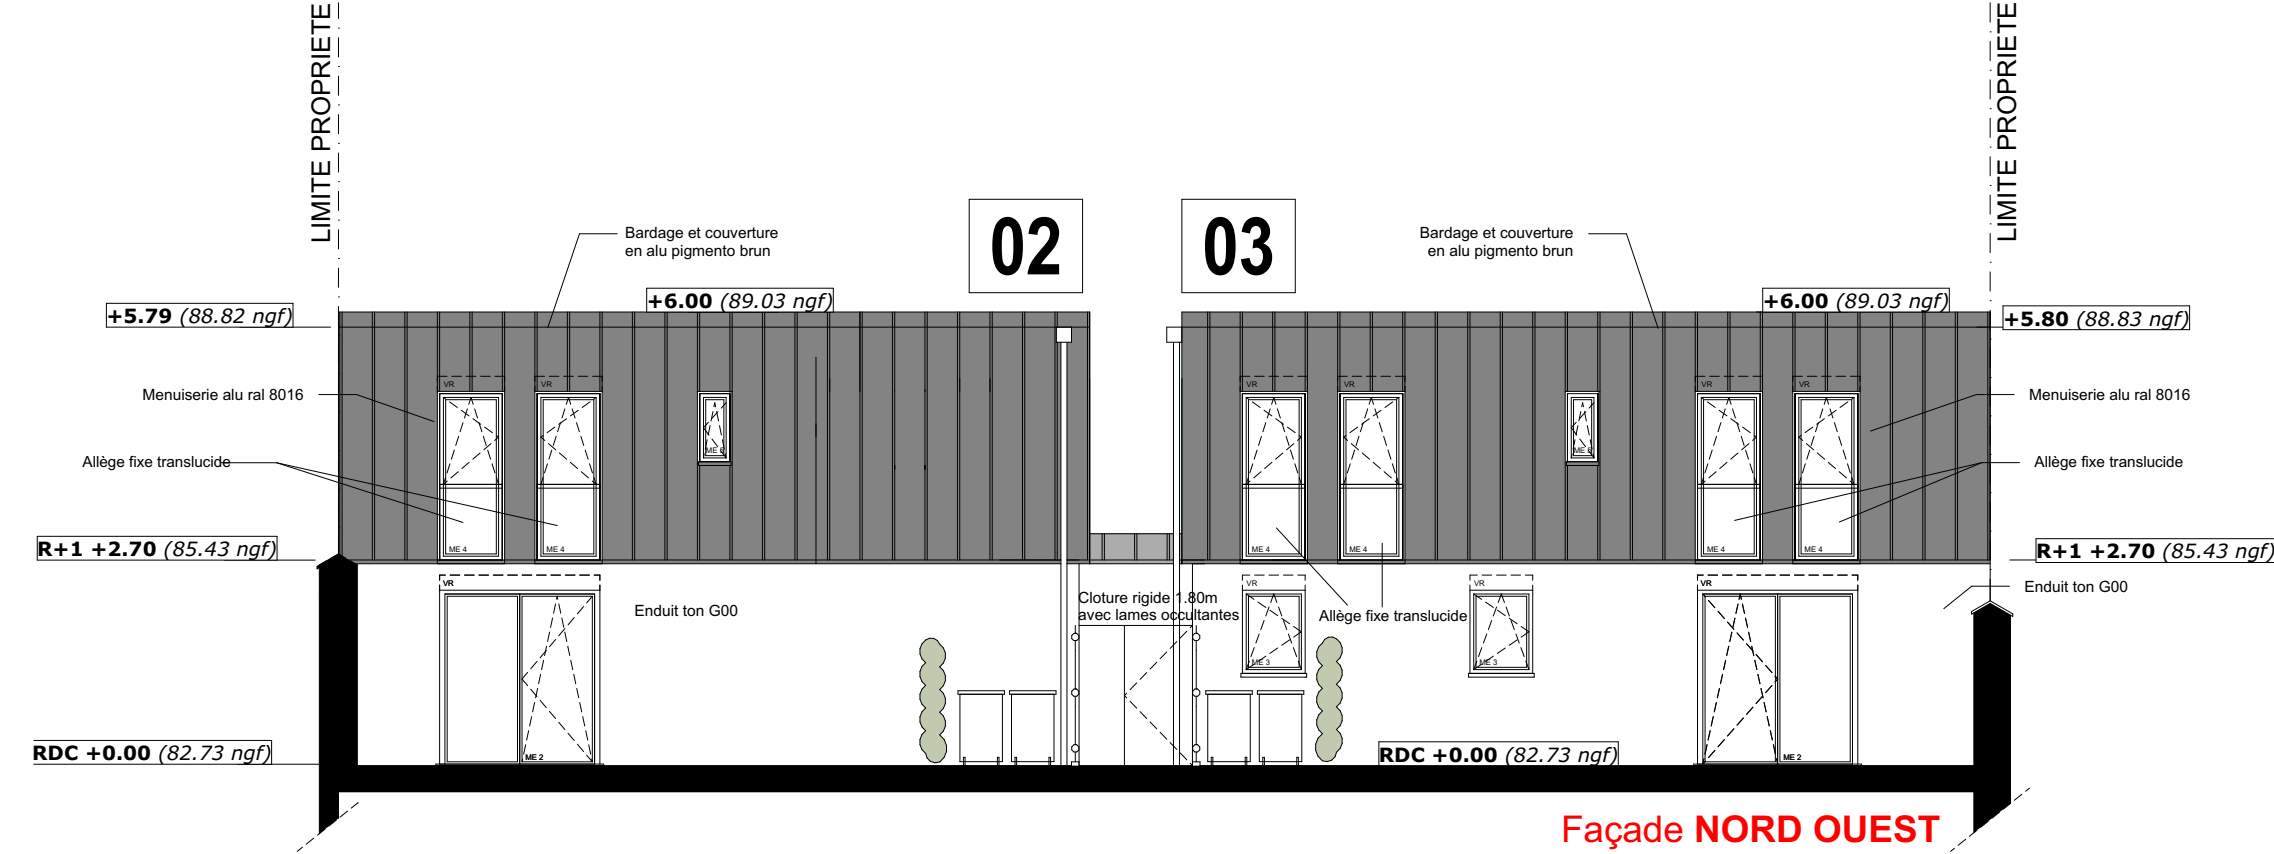 LIMITE PROPRIETE
LIMITE PROPRIETE
02
03
Bardage et couverture
en alu pigmento brun
Bardage et couverture
en alu pigmento brun
+5.79 (88.82 ngf)
+6.00 (89.03 ngf)
+6.00 (89.03 ngf)
+5.80 (88.83 ngf)
VR
VR
VR
VR
VR
VR
Menuiserie alu ral 8016
Menuiserie alu ral 8016
Allège fixe translucide
Allège fixe translucide
ME 4
ME 4
ME 4
ME 4
ME 4
ME 4
R+1 +2.70 (85.43 ngf)
R+1 +2.70 (85.43 ngf)
VR
VR
VR
VR
Enduit ton G00
Cloture rigide 1.80m
avec lames occultantes
Allège fixe translucide
Enduit ton G00
ME 3
ME 3
RDC +0.00 (82.73 ngf)
ME 2
RDC +0.00 (82.73 ngf)
ME 2
Façade NORD OUEST